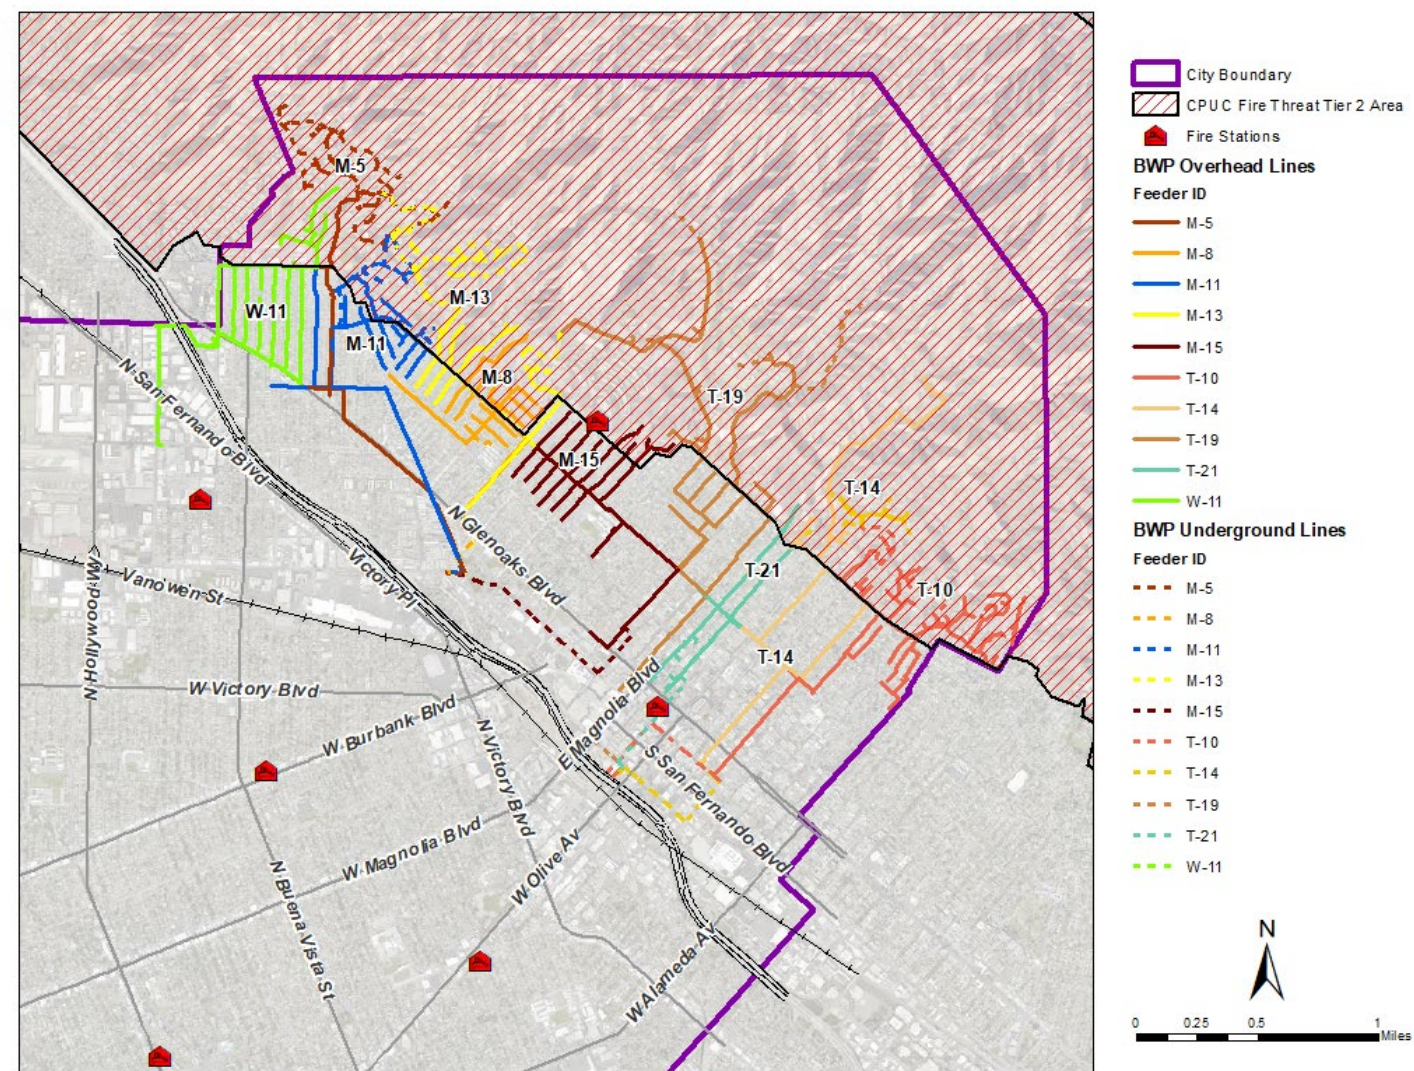 M-5
M-13
W-11
M-11
M-8
T-19
M-15
T-14
T-21
T-10
T-14
N San Fernando Blvd
N Glenoaks Blvd
Victory Pl
Vanowen St
N Hollywood Wy
W Victory Blvd
W Burbank Blvd
N Victory Blvd
E Magnolia Blvd
S San Fernando Blvd
W Magnolia Blvd
W Olive Av
N Buena Vista St
W Alameda Av
City Boundary
CPUC Fire Threat Tier 2 Area
Fire Stations
BWP Overhead Lines
Feeder ID
M-5
M-8
M-11
M-13
M-15
T-10
T-14
T-19
T-21
W-11
BWP Underground Lines
Feeder ID
M-5
M-8
M-11
M-13
M-15
T-10
T-14
T-19
T-21
W-11
N
0 0.25 0.5 1
Miles